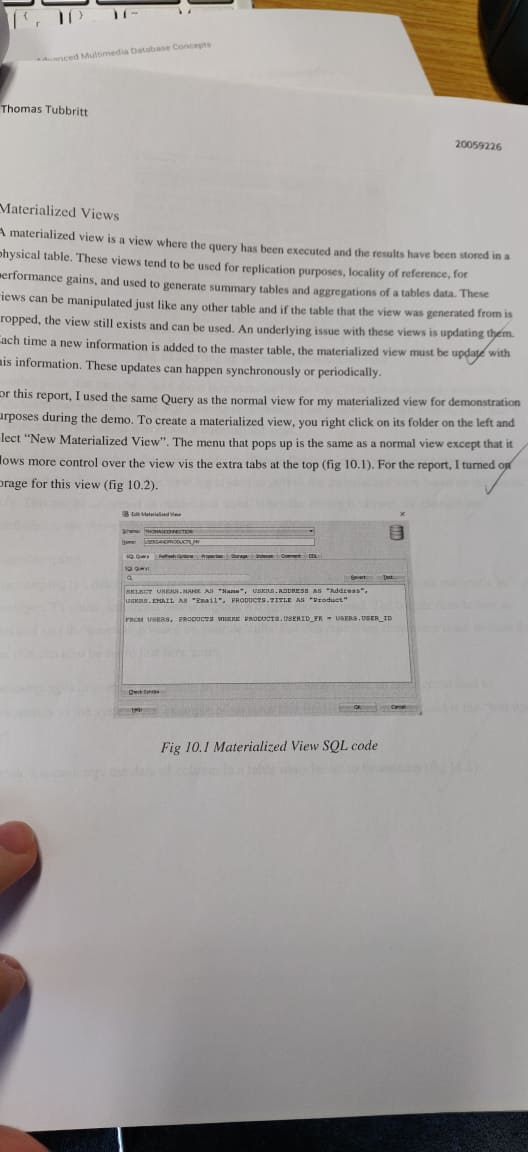 Advanced Multimedia Database Concepts
Thomas Tubbritt
20059226
Materialized Views
A materialized view is a view where the query has been executed and the results have been stored in a
physical table. These views tend to be used for replication purposes, locality of reference, for
performance gains, and used to generate summary tables and aggregations of a tables data. These
views can be manipulated just like any other table and if the table that the view was generated from is
ropped, the view still exists and can be used. An underlying issue with these views is updating them.
Each time a new information is added to the master table, the materialized view must be update with
his information. These updates can happen synchronously or periodically.
or this report, I used the same Query as the normal view for my materialized view for demonstration
urposes during the demo. To create a materialized view, you right click on its folder on the left and
lect “New Materialized View”. The menu that pops up is the same as a normal view except that it
lows more control over the view vis the extra tabs at the top (fig 10.1). For the report, I turned on
orage for this view (fig 10.2).
Edit Materialized View
Schema: THOMASCONNECTION
Name: USERSANDPRODUCTS_MV
SQL Query Refresh Options Properties Storage Indexes Comment DDL
SQL Query:
Revert Test...
SELECT USERS.NAME AS "Name", USERS.ADDRESS AS "Address",
USERS.EMAIL AS "Email", PRODUCTS.TITLE AS "Product"
FROM USERS, PRODUCTS WHERE PRODUCTS.USERID_FK = USERS.USER_ID
Check Syntax
Help OK Cancel
Fig 10.1 Materialized View SQL code